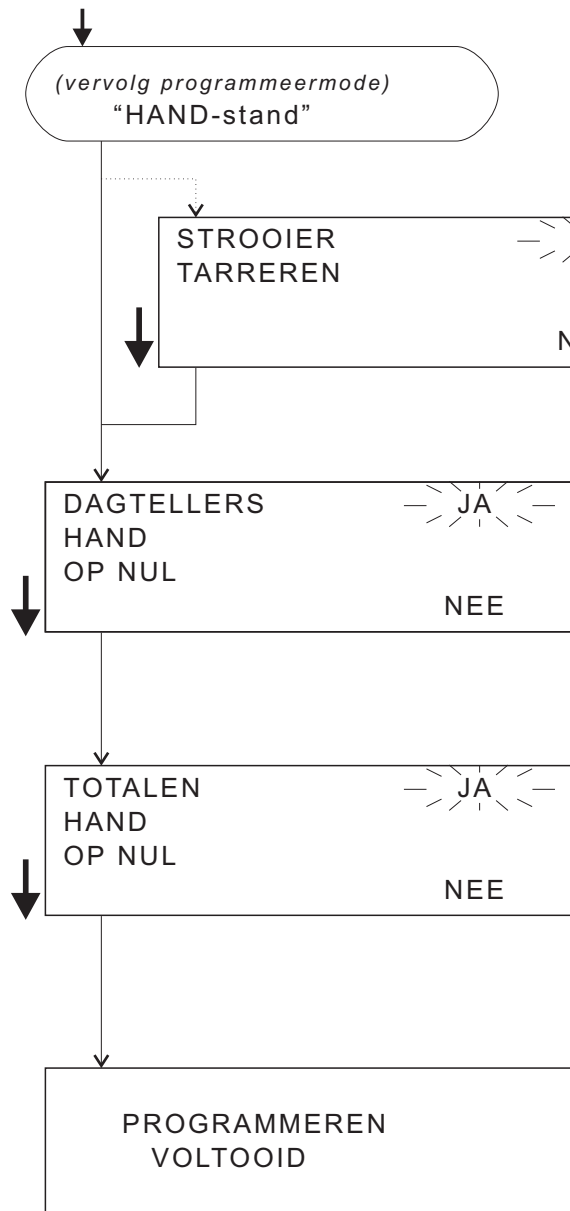 (vervolg programmeermode)
“HAND-stand”
STROOIER
TARREREN
DAGTELLERS JA
HAND
OP NUL
NEE
TOTALEN JA
HAND
OP NUL
NEE
PROGRAMMEREN
VOLTOOID